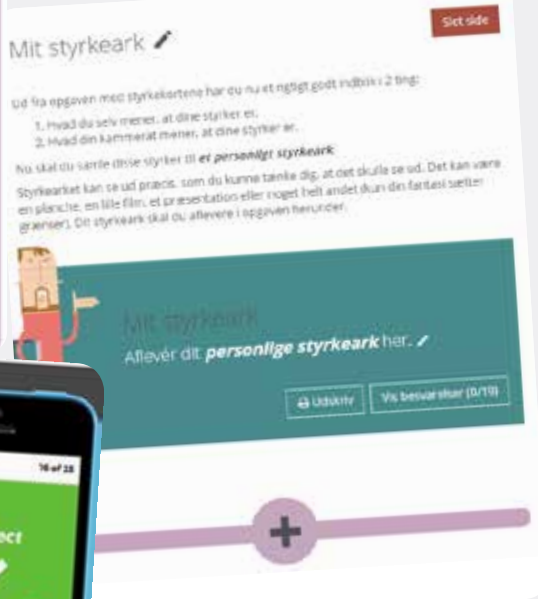 Slet side
Mit styrkeark
Ud fra opgaven med styrkekortene har du nu et rigtigt godt indblik i 2 ting:
1. Hvad du selv mener, at dine styrker er.
2. Hvad din kammerat mener, at dine styrker er.
Nu skal du samle disse styrker til et personligt styrkeark
Styrkearket kan se ud præcis, som du kunne tænke dig, at det skulle se ud. Det kan være
en planche, en lille film, et præsentation eller noget helt andet (kun din fantasi sætter
grænser). Dit styrkeark skal du aflevere i opgaven herunder.
Mit styrkeark
Aflevér dit personlige styrkeark her.
Udskriv
Vis besvarelser (0/19)
16 of 28
ect